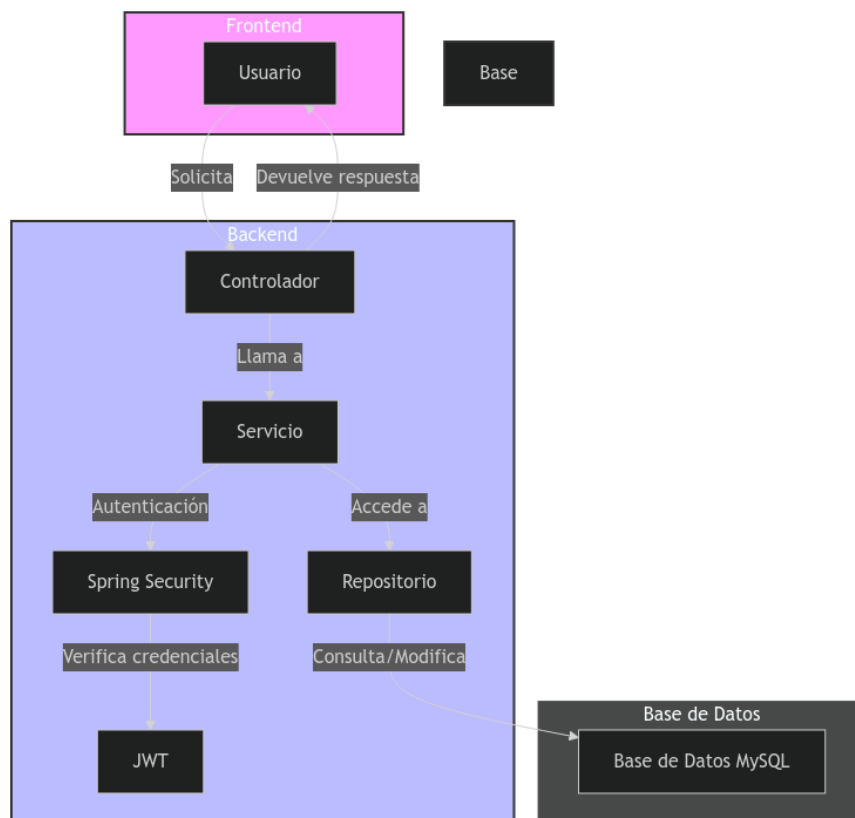 Frontend
Usuario
Base
Solicita
Devuelve respuesta
Backend
Controlador
Llama a
Servicio
Autenticación
Accede a
Spring Security
Repositorio
Verifica credenciales
Consulta/Modifica
Base de Datos
JWT
Base de Datos MySQL